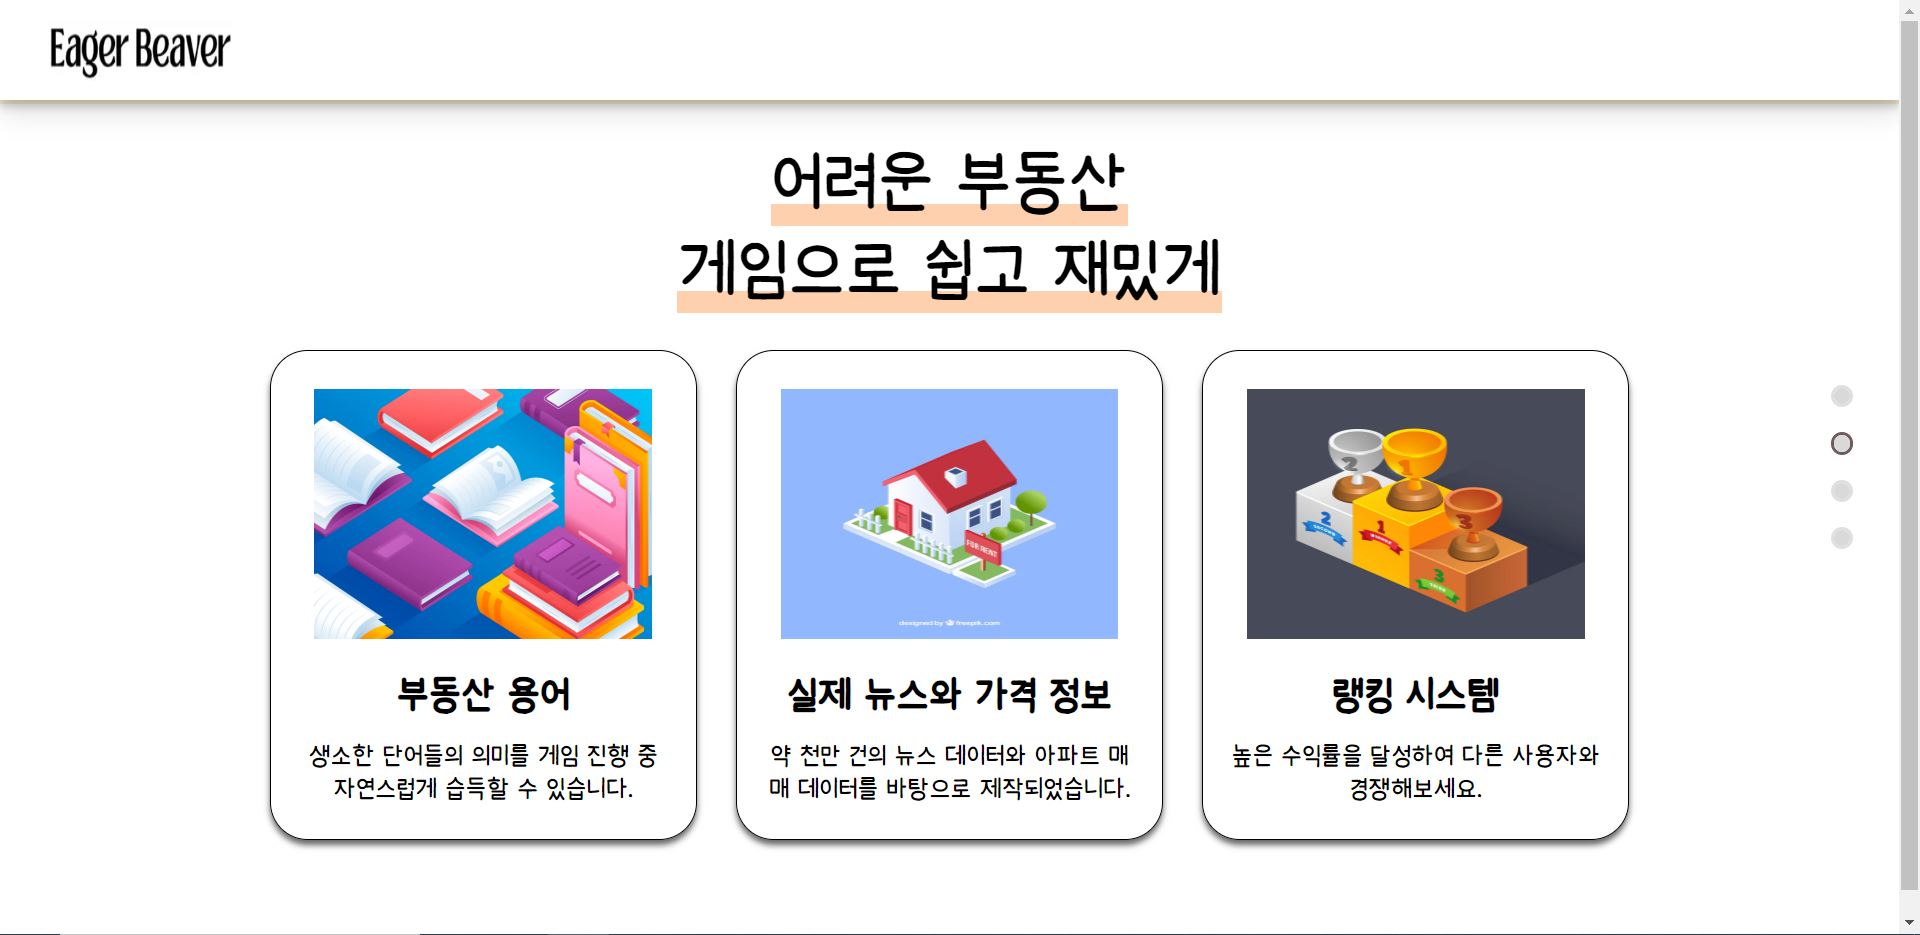 Eager Beaver
어려운 부동산
게임으로 쉽고 재밌게
FOR RENT
designed by freepik.com
2
1
3
2
1
3
부동산 용어
생소한 단어들의 의미를 게임 진행 중
자연스럽게 습득할 수 있습니다.
실제 뉴스와 가격 정보
약 천만 건의 뉴스 데이터와 아파트 매
매 데이터를 바탕으로 제작되었습니다.
랭킹 시스템
높은 수익률을 달성하여 다른 사용자와
경쟁해보세요.